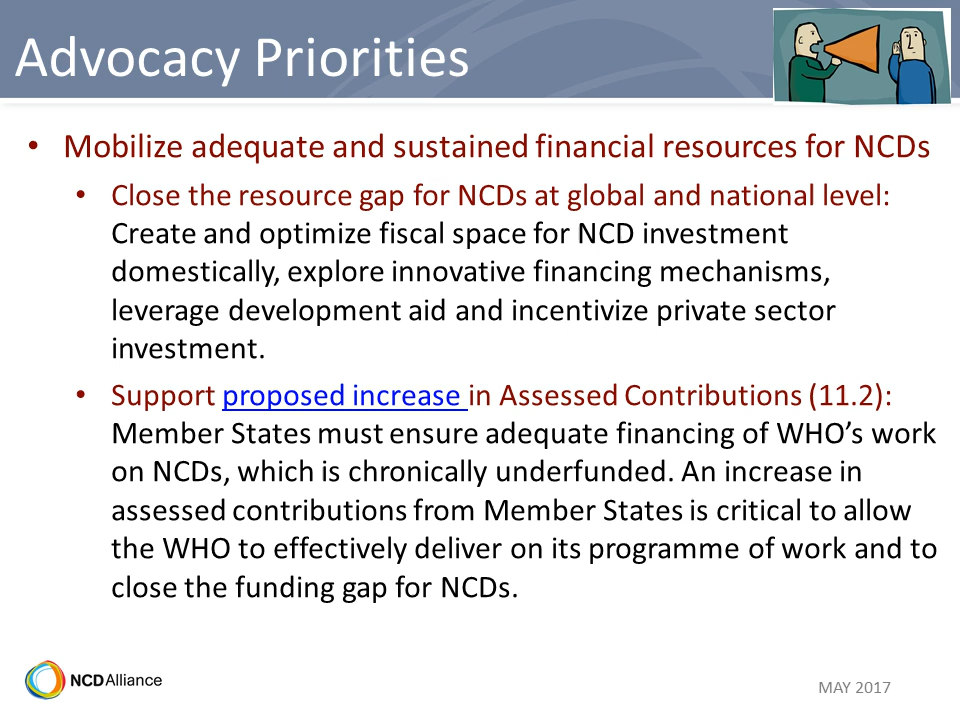 Advocacy Priorities
• Mobilize adequate and sustained financial resources for NCDs
• Close the resource gap for NCDs at global and national level:
Create and optimize fiscal space for NCD investment
domestically, explore innovative financing mechanisms,
leverage development aid and incentivize private sector
investment.
• Support proposed increase in Assessed Contributions (11.2):
Member States must ensure adequate financing of WHO’s work
on NCDs, which is chronically underfunded. An increase in
assessed contributions from Member States is critical to allow
the WHO to effectively deliver on its programme of work and to
close the funding gap for NCDs.
NCD Alliance
MAY 2017